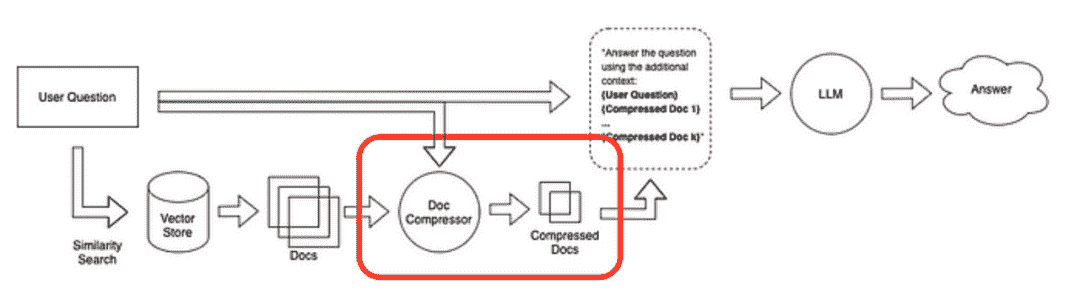 "Answer the question
using the additional
context:
{User Question}
{Compressed Doc 1}
...
{Compressed Doc k}"
User Question
LLM
Answer
Similarity
Search
Vector
Store
Docs
Doc
Compressor
Compressed
Docs